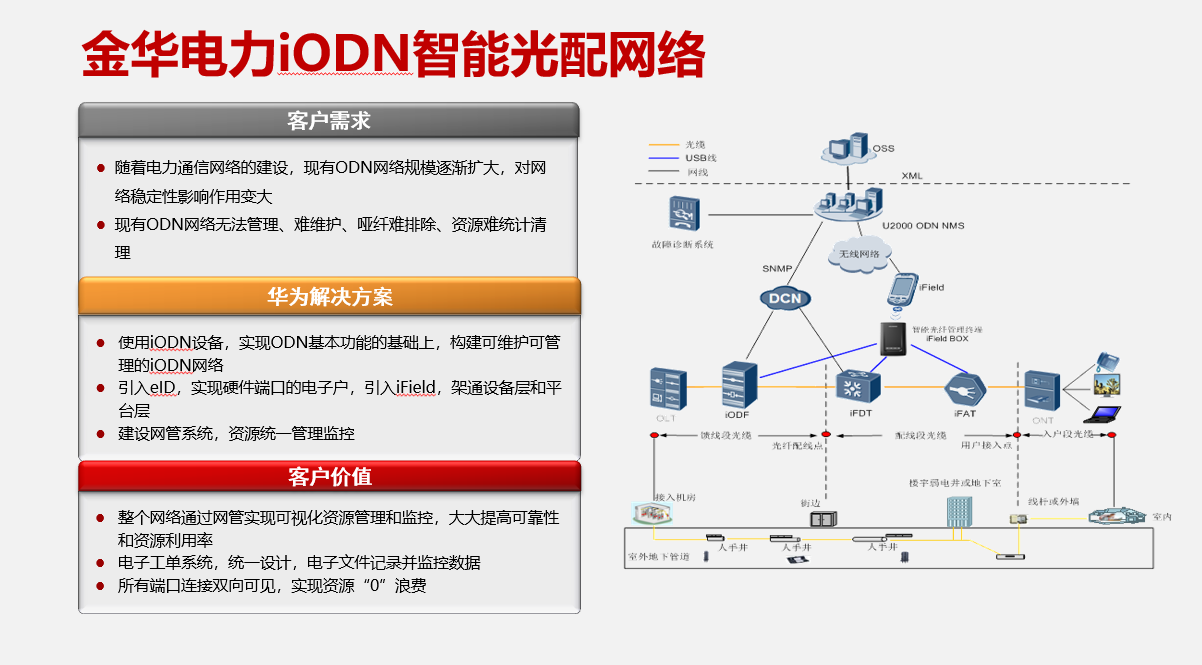 金华电力iODN智能光配网络
客户需求
随着电力通信网络的建设，现有ODN网络规模逐渐扩大，对网
络稳定性影响作用变大
现有ODN网络无法管理、难维护、哑纤难排除、资源难统计清
理
华为解决方案
使用iODN设备，实现ODN基本功能的基础上，构建可维护可管
理的iODN网络
引入eID，实现硬件端口的电子户，引入iField，架通设备层和平
台层
建设网管系统，资源统一管理监控
客户价值
整个网络通过网管实现可视化资源管理和监控，大大提高可靠性
和资源利用率
电子工单系统，统一设计，电子文件记录并监控数据
所有端口连接双向可见，实现资源“0”浪费
光缆
USB线
网线
OSS
XML
U2000 ODN NMS
故障诊断系统
无线网络
SNMP
DCN
iField
智能光纤管理终端
iField BOX
OLT
iODF
iFDT
iFAT
ONT
馈线段光缆
光纤配线点
配线段光缆
用户接入点
入户段光缆
接入机房
街边
楼宇弱电井或地下室
线杆或外墙
室内
室外地下管道
人手井
人手井
人手井